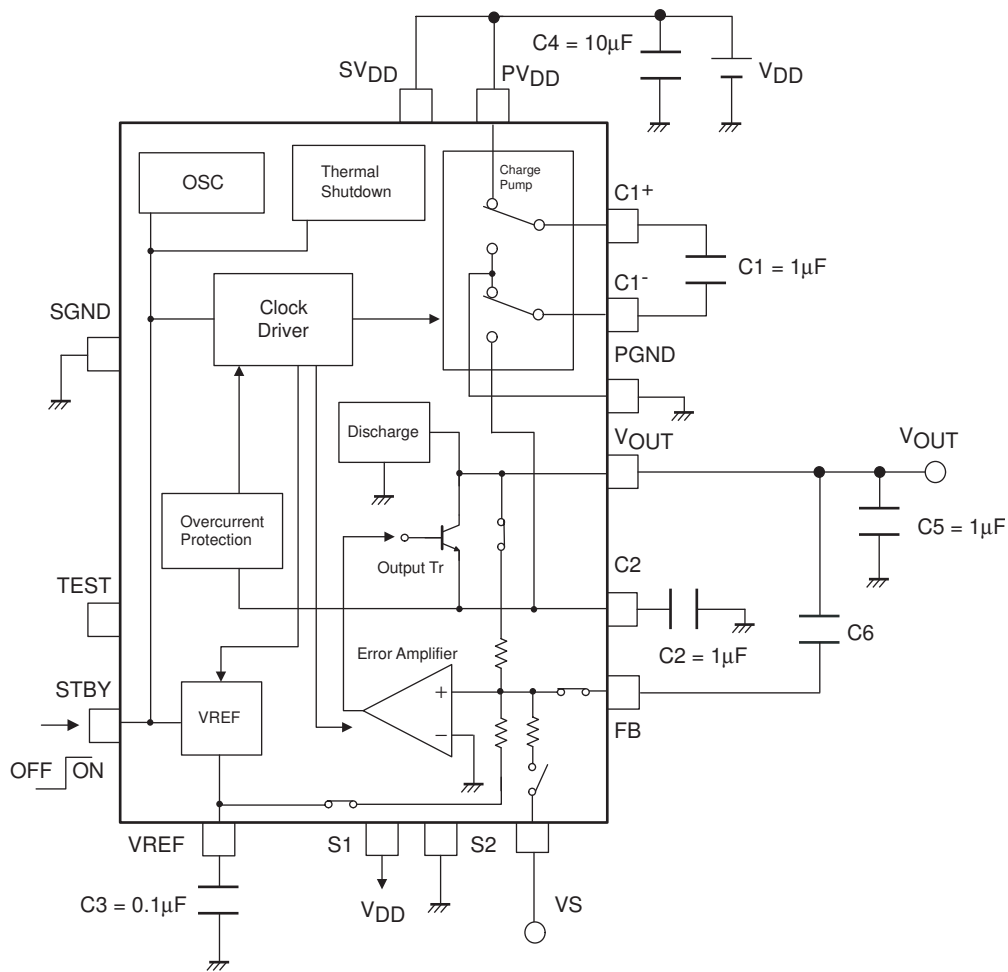 C4 = 10μF
SVDD
PVDD
VDD
OSC
Thermal
Shutdown
Charge
Pump
C1+
C1 = 1μF
C1-
SGND
Clock
Driver
PGND
Discharge
VOUT
VOUT
Overcurrent
Protection
C5 = 1μF
Output Tr
C2
TEST
C2 = 1μF
C6
Error Amplifier
STBY
VREF
+
−
FB
OFF
ON
VREF
S1
S2
C3 = 0.1μF
VDD
VS